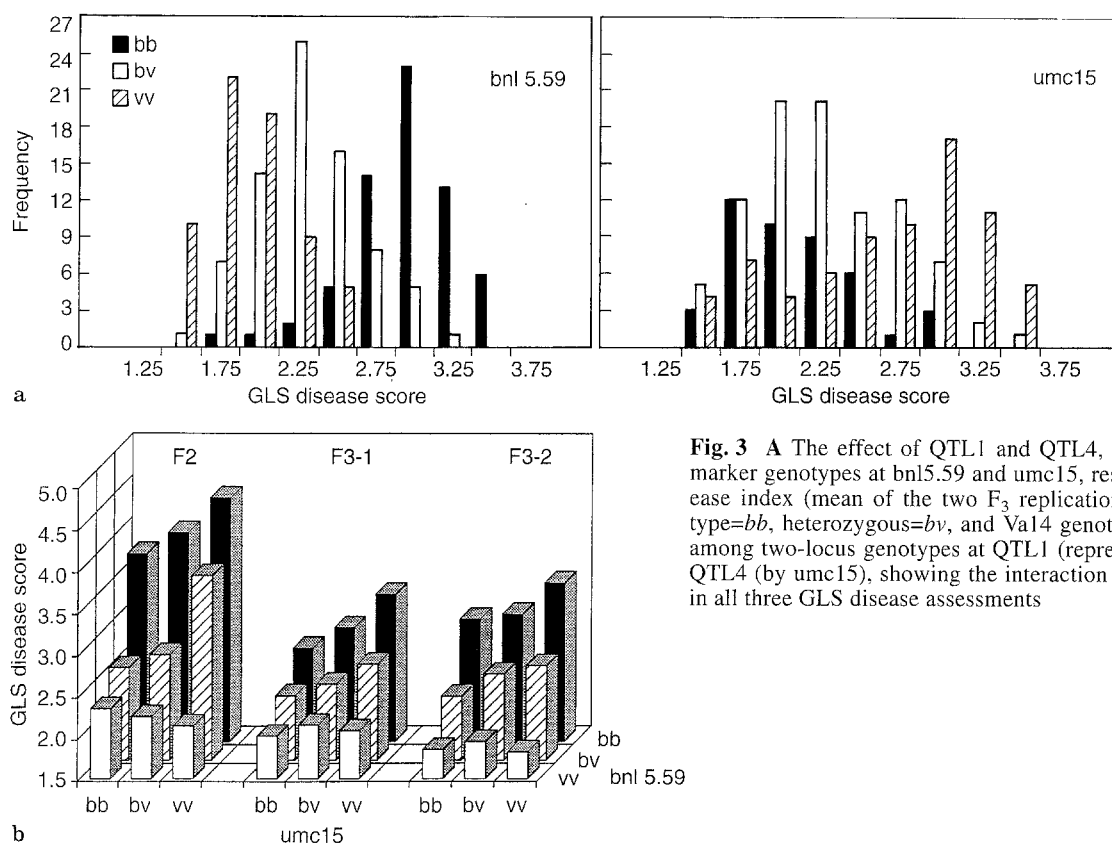 27
24
21
18
15
12
9
6
3
0
Frequency
bb
bv
vv
bnl 5.59
umc15
1.25 1.75 2.25 2.75 3.25 3.75
GLS disease score
1.25 1.75 2.25 2.75 3.25 3.75
GLS disease score
a
F2 F3-1 F3-2
5.0
4.5
4.0
3.5
3.0
2.5
2.0
1.5
GLS disease score
bb bv vv bb bv vv bb bv vv
umc15
bb
bv
vv
bnl 5.59
b
Fig. 3 A The effect of QTL1 and QTL4,
marker genotypes at bnl5.59 and umc15, res
ease index (mean of the two F3 replication
type=bb, heterozygous=bv, and Va14 genot
among two-locus genotypes at QTL1 (repre
QTL4 (by umc15), showing the interaction
in all three GLS disease assessments